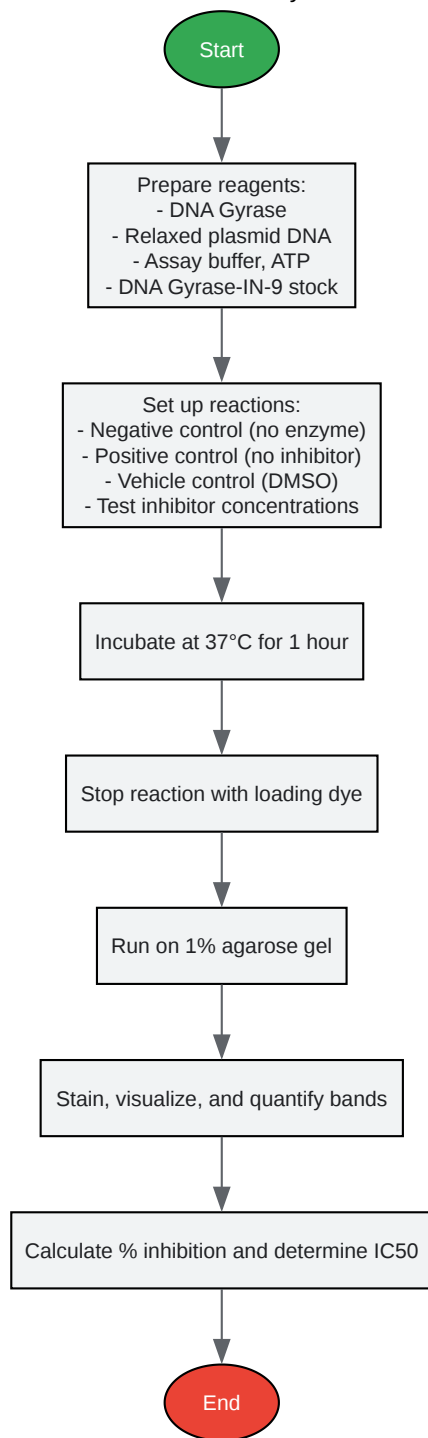 Start
Prepare reagents:
- DNA Gyrase
- Relaxed plasmid DNA
- Assay buffer, ATP
- DNA Gyrase-IN-9 stock
Set up reactions:
- Negative control (no enzyme)
- Positive control (no inhibitor)
- Vehicle control (DMSO)
- Test inhibitor concentrations
Incubate at 37°C for 1 hour
Stop reaction with loading dye
Run on 1% agarose gel
Stain, visualize, and quantify bands
Calculate % inhibition and determine IC50
End